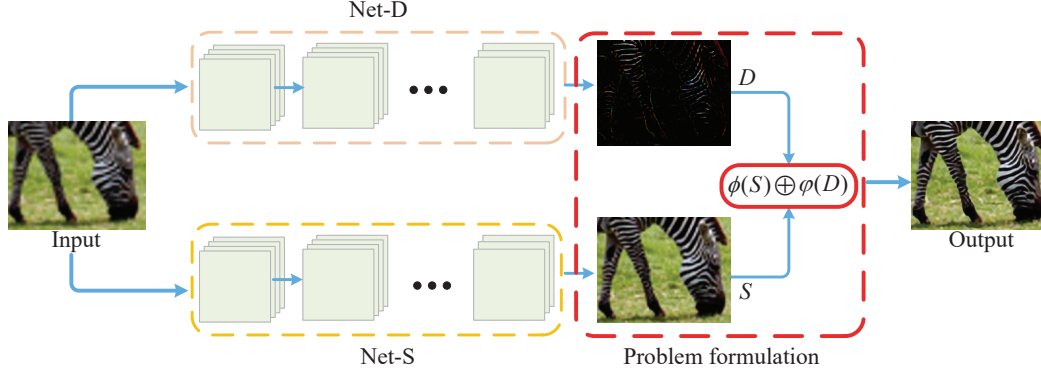 Net-D
D
ϕ(S)⊕φ(D)
Input
Output
S
Net-S
Problem formulation